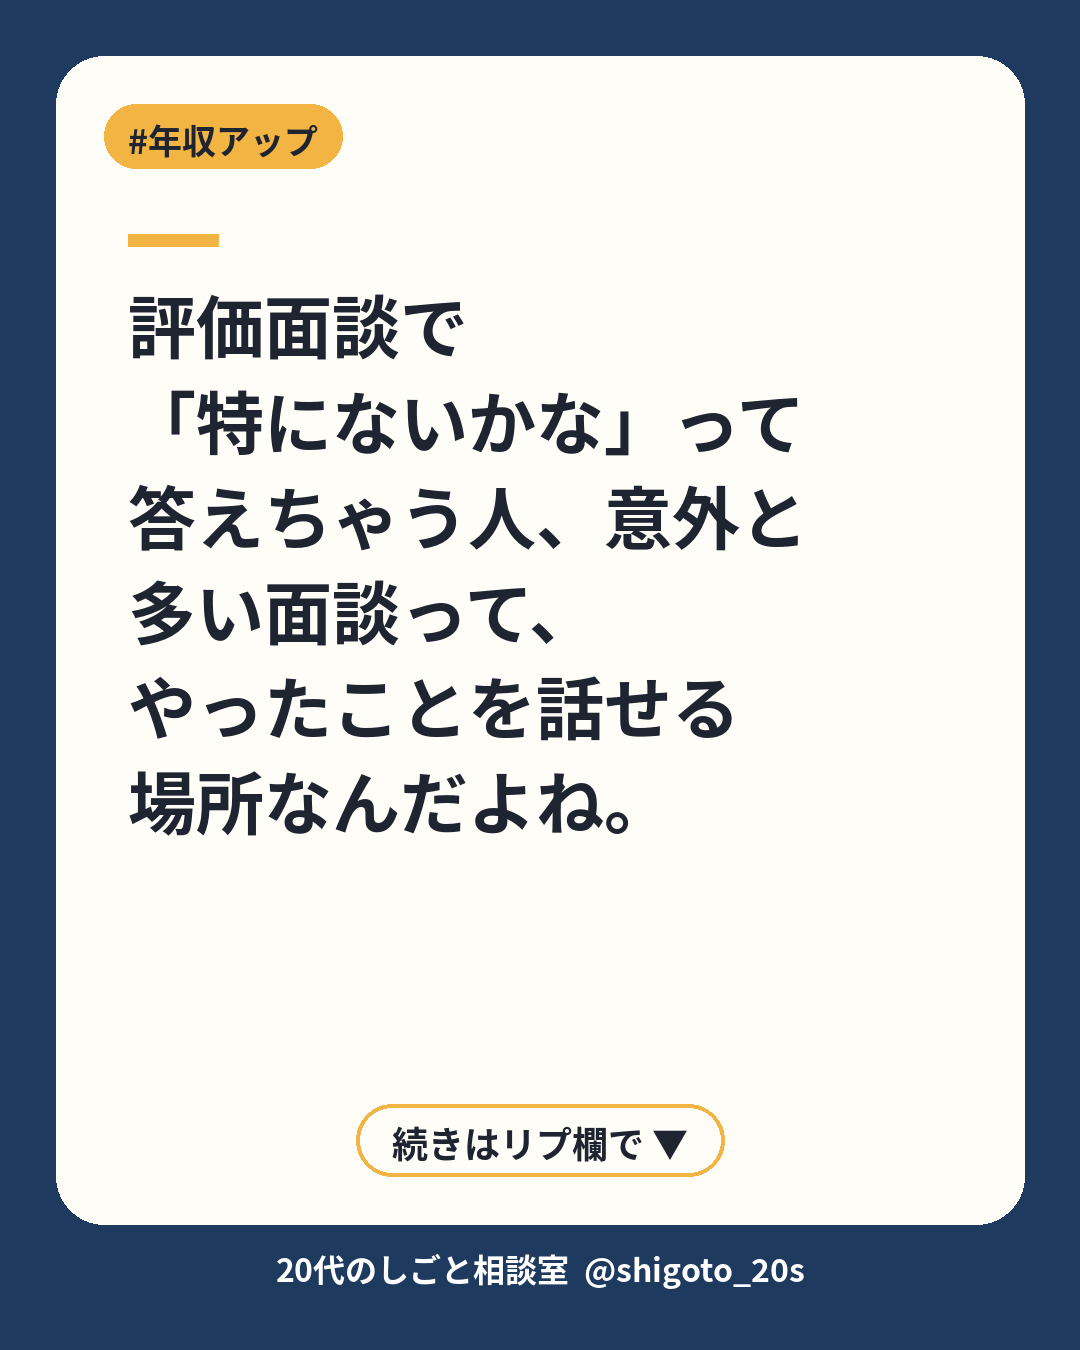 #年収アップ
評価面談で
「特にないかな」って
答えちゃう人、意外と
多い面談って、
やったことを話せる
場所なんだよね。
続きはリプ欄で ▼
20代のしごと相談室 @shigoto_20s